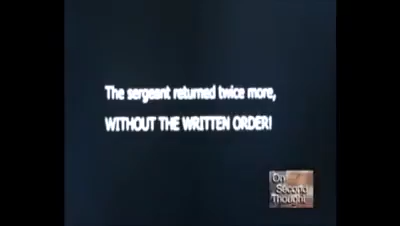 The sergeant returned twice more,
WITHOUT THE WRITTEN ORDER!
On
Second
Thought